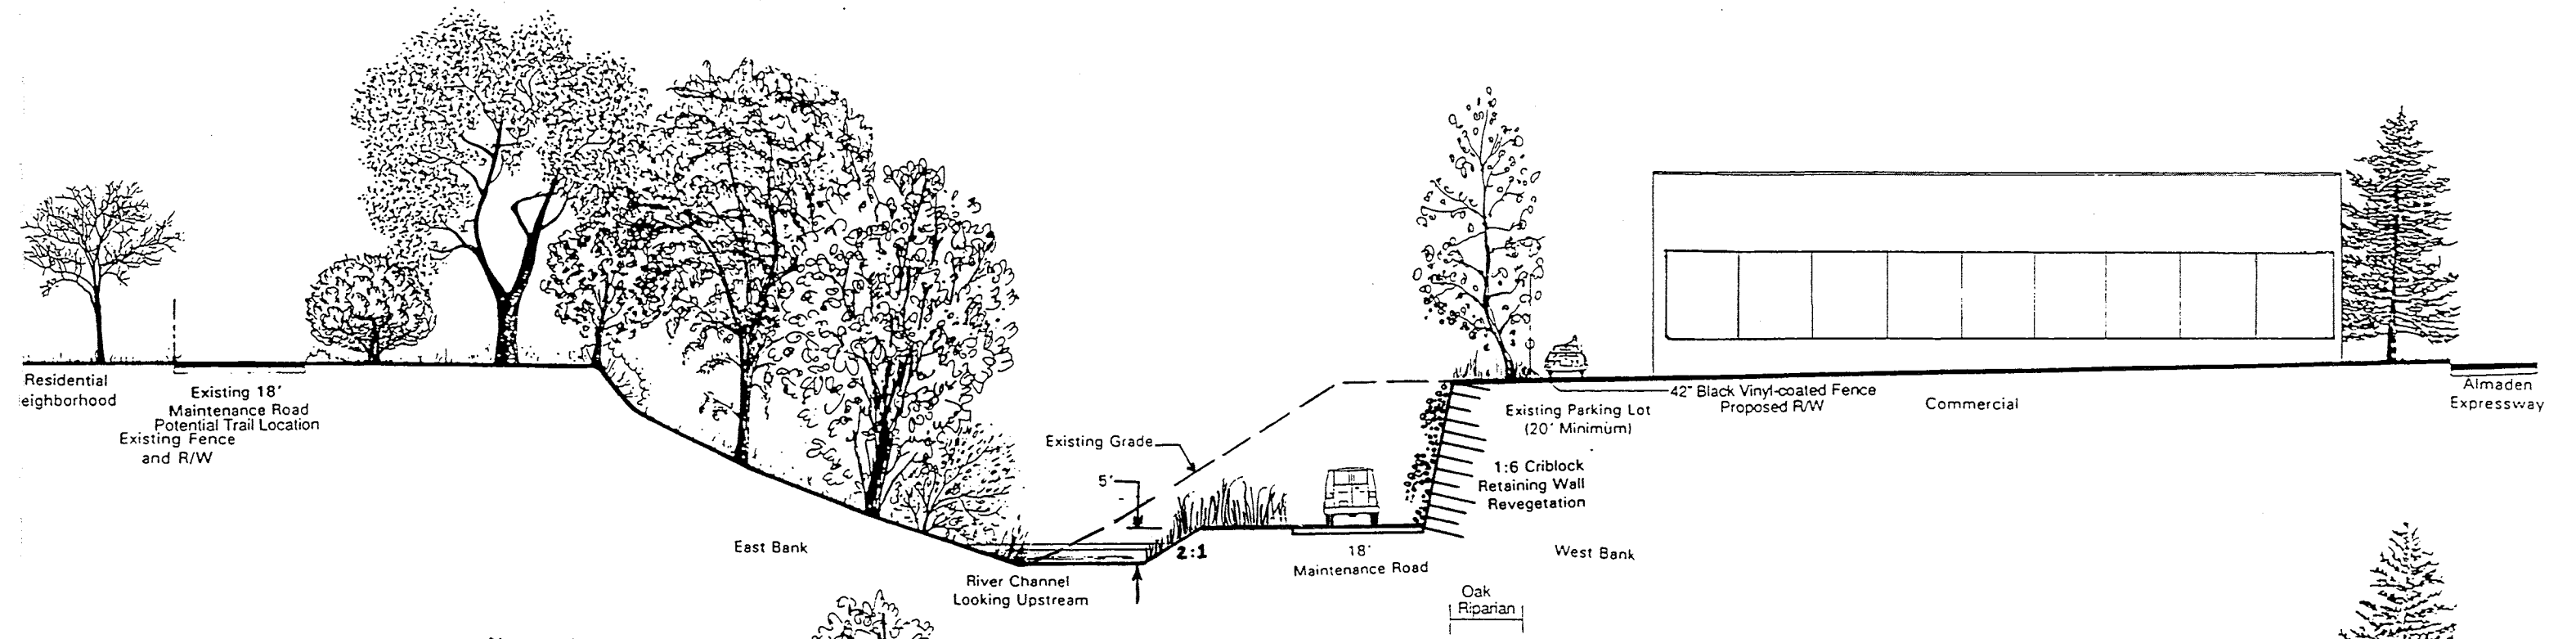 Residential
eighborhood
Existing 18'
Maintenance Road
Potential Trail Location
Existing Fence
and R/W
East Bank
River Channel
Looking Upstream
Existing Grade
5'
2:1
18'
Maintenance Road
1:6 Criblock
Retaining Wall
Revegetation
West Bank
Oak
Riparian
Existing Parking Lot
(20' Minimum)
42" Black Vinyl-coated Fence
Proposed R/W
Commercial
Almaden
Expressway